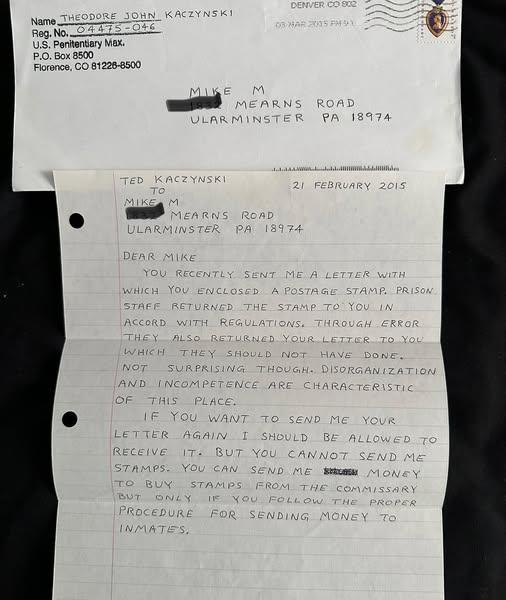 Name THEODORE JOHN KACZYNSKI
Reg. No. 04475-046
U.S. Penitentiary Max.
P.O. Box 8500
Florence, CO 81226-8500
DENVER CO 802
03 MAR 2015 PM 9 L
MIKE M
MEARNS ROAD
ULARMINSTER PA 18974
TED KACZYNSKI
TO
21 FEBRUARY 2015
MIKE M
MEARNS ROAD
ULARMINSTER PA 18974
DEAR MIKE
YOU RECENTLY SENT ME A LETTER WITH
WHICH YOU ENCLOSED A POSTAGE STAMP. PRISON
STAFF RETURNED THE STAMP TO YOU IN
ACCORD WITH REGULATIONS. THROUGH ERROR
THEY ALSO RETURNED YOUR LETTER TO YOU
WHICH THEY SHOULD NOT HAVE DONE.
NOT SURPRISING THOUGH. DISORGANIZATION
AND INCOMPETENCE ARE CHARACTERISTIC
OF THIS PLACE.
IF YOU WANT TO SEND ME YOUR
LETTER AGAIN I SHOULD BE ALLOWED TO
RECEIVE IT. BUT YOU CANNOT SEND ME
STAMPS. YOU CAN SEND ME MONEY
TO BUY STAMPS FROM THE COMMISSARY
BUT ONLY IF YOU FOLLOW THE PROPER
PROCEDURE FOR SENDING MONEY TO
INMATES.